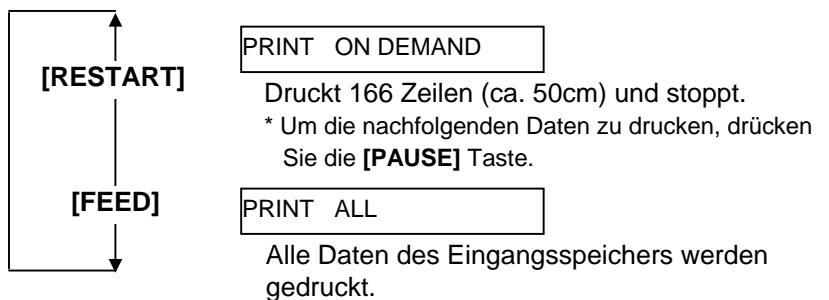 PRINT ON DEMAND
[RESTART]
Druckt 166 Zeilen (ca. 50cm) und stoppt.
* Um die nachfolgenden Daten zu drucken, drücken
Sie die [PAUSE] Taste.
[FEED]
PRINT ALL
Alle Daten des Eingangsspeichers werden
gedruckt.